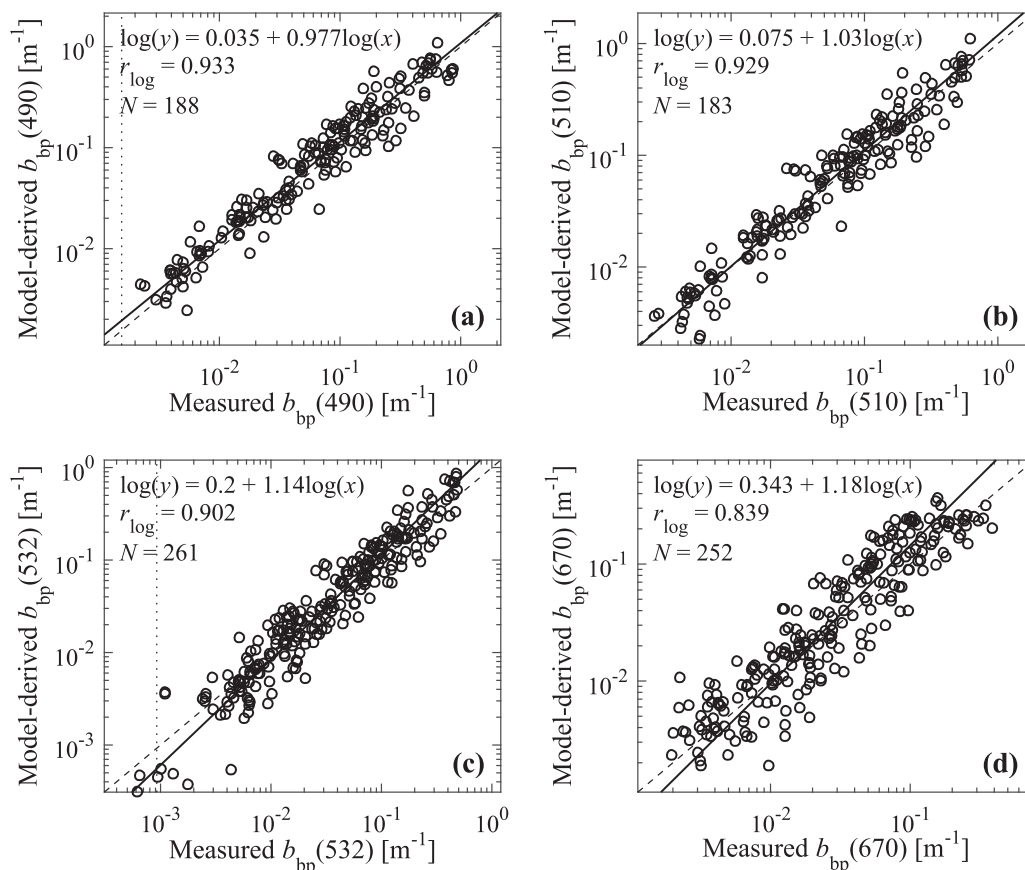 log(y) = 0.035 + 0.977log(x)
r_log = 0.933
N = 188
10^0
10^-1
10^-2
Model-derived b_bp(490) [m^-1]
(a)
10^-2 10^-1 10^0
Measured b_bp(490) [m^-1]
log(y) = 0.075 + 1.03log(x)
r_log = 0.929
N = 183
10^0
10^-1
10^-2
Model-derived b_bp(510) [m^-1]
(b)
10^-2 10^-1 10^0
Measured b_bp(510) [m^-1]
log(y) = 0.2 + 1.14log(x)
r_log = 0.902
N = 261
10^0
10^-1
10^-2
10^-3
Model-derived b_bp(532) [m^-1]
(c)
10^-3 10^-2 10^-1 10^0
Measured b_bp(532) [m^-1]
log(y) = 0.343 + 1.18log(x)
r_log = 0.839
N = 252
10^-1
10^-2
Model-derived b_bp(670) [m^-1]
(d)
10^-2 10^-1
Measured b_bp(670) [m^-1]